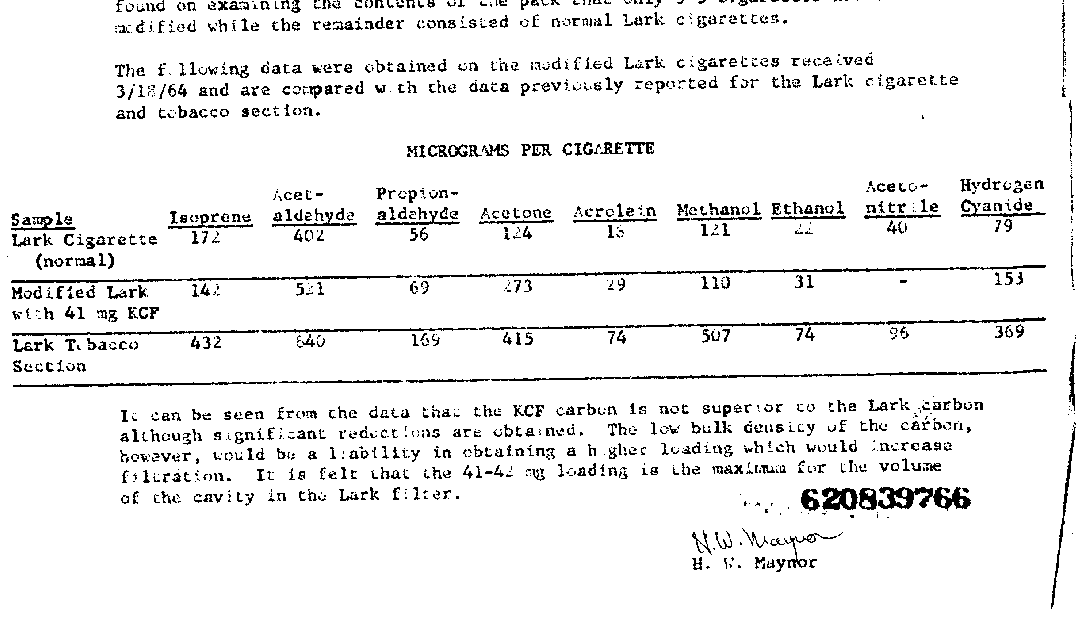 found on examining the contents of the pack that only
modified while the remainder consisted of normal Lark cigarettes.
The following data were obtained on the modified Lark cigarettes received
3/18/64 and are compared with the data previously reported for the Lark cigarette
and tobacco section.
MICROGRAMS PER CIGARETTE
Acet- Propion- Aceto- Hydrogen
Sample Isoprene aldehyde aldehyde Acetone Acrolein Methanol Ethanol nitrile Cyanide
Lark Cigarette 172 402 56 124 121 22 40 79
(normal)
Modified Lark 142 69 273 29 110 31 - 153
with 41 mg KCF
Lark Tobacco 432 640 169 415 74 507 74 96 369
Section
It can be seen from the data that the KCF carbon is not superior to the Lark carbon
although significant reductions are obtained. The low bulk density of the carbon,
however, would be a liability in obtaining a higher loading which would increase
filtration. It is felt that the 41-42 mg loading is the maximum for the volume
of the cavity in the Lark filter.
620839766
H.W. Maynor
H. W. Maynor